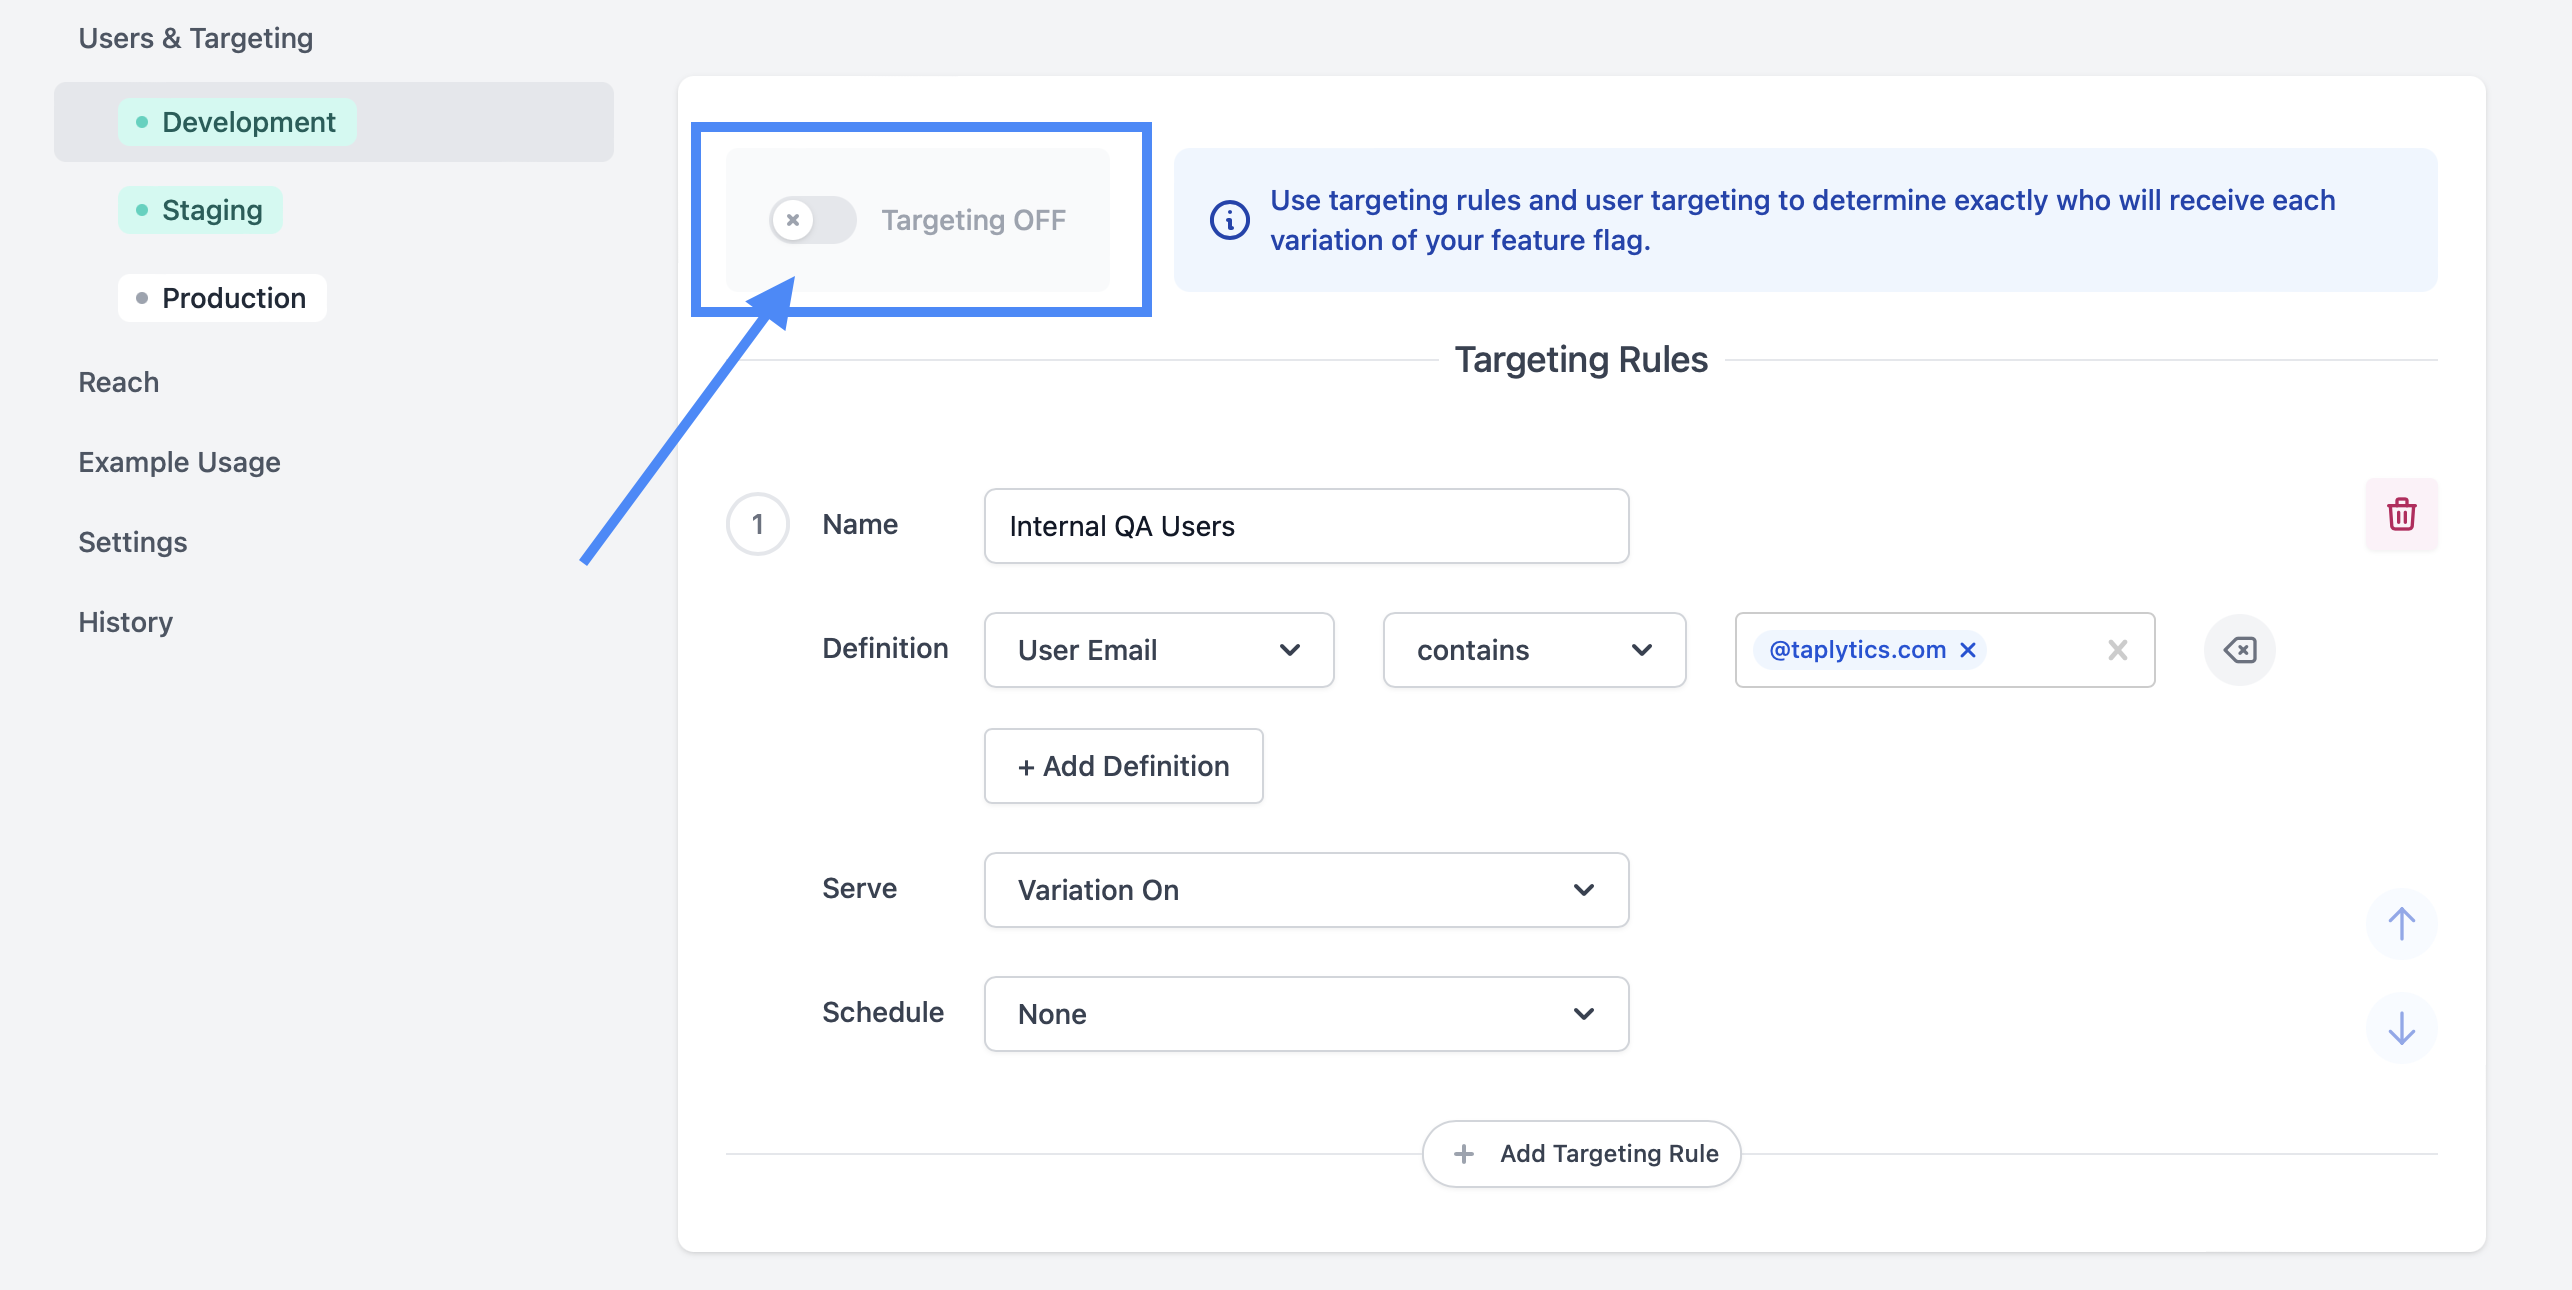 Users & Targeting
Development
Staging
Production
Reach
Example Usage
Settings
History
Targeting OFF
Use targeting rules and user targeting to determine exactly who will receive each
variation of your feature flag.
Targeting Rules
1 Name Internal QA Users
Definition User Email contains @taplytics.com
+ Add Definition
Serve Variation On
Schedule None
+ Add Targeting Rule